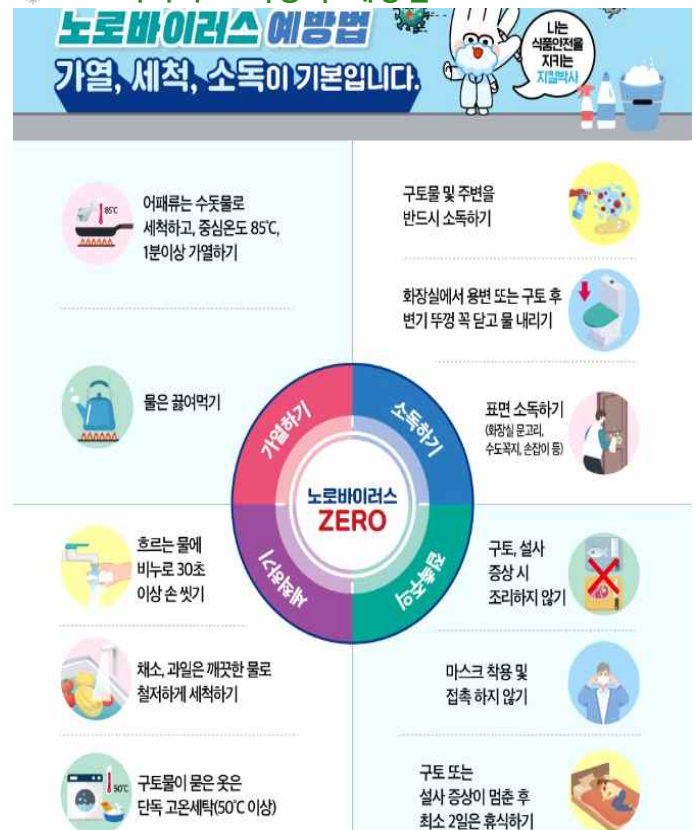 노로바이러스 예방법
가열, 세척, 소독이 기본입니다.
나는
식품안전을
지키는
지킬박사
85℃
어패류는 수돗물로
세척하고, 중심온도 85℃,
1분이상 가열하기
물은 끓여먹기
구토물 및 주변을
반드시 소독하기
화장실에서 용변 또는 구토 후
변기 뚜껑 꼭 닫고 물 내리기
표면 소독하기
(화장실 문고리,
수도꼭지, 손잡이 등)
가열하기
소독하기
노로바이러스
ZERO
세척하기
접촉주의
흐르는 물에
비누로 30초
이상 손 씻기
채소, 과일은 깨끗한 물로
철저하게 세척하기
50℃
구토물이 묻은 옷은
단독 고온세탁(50℃ 이상)
구토, 설사
증상 시
조리하지 않기
마스크 착용 및
접촉 하지 않기
구토 또는
설사 증상이 멈춘 후
최소 2일은 휴식하기